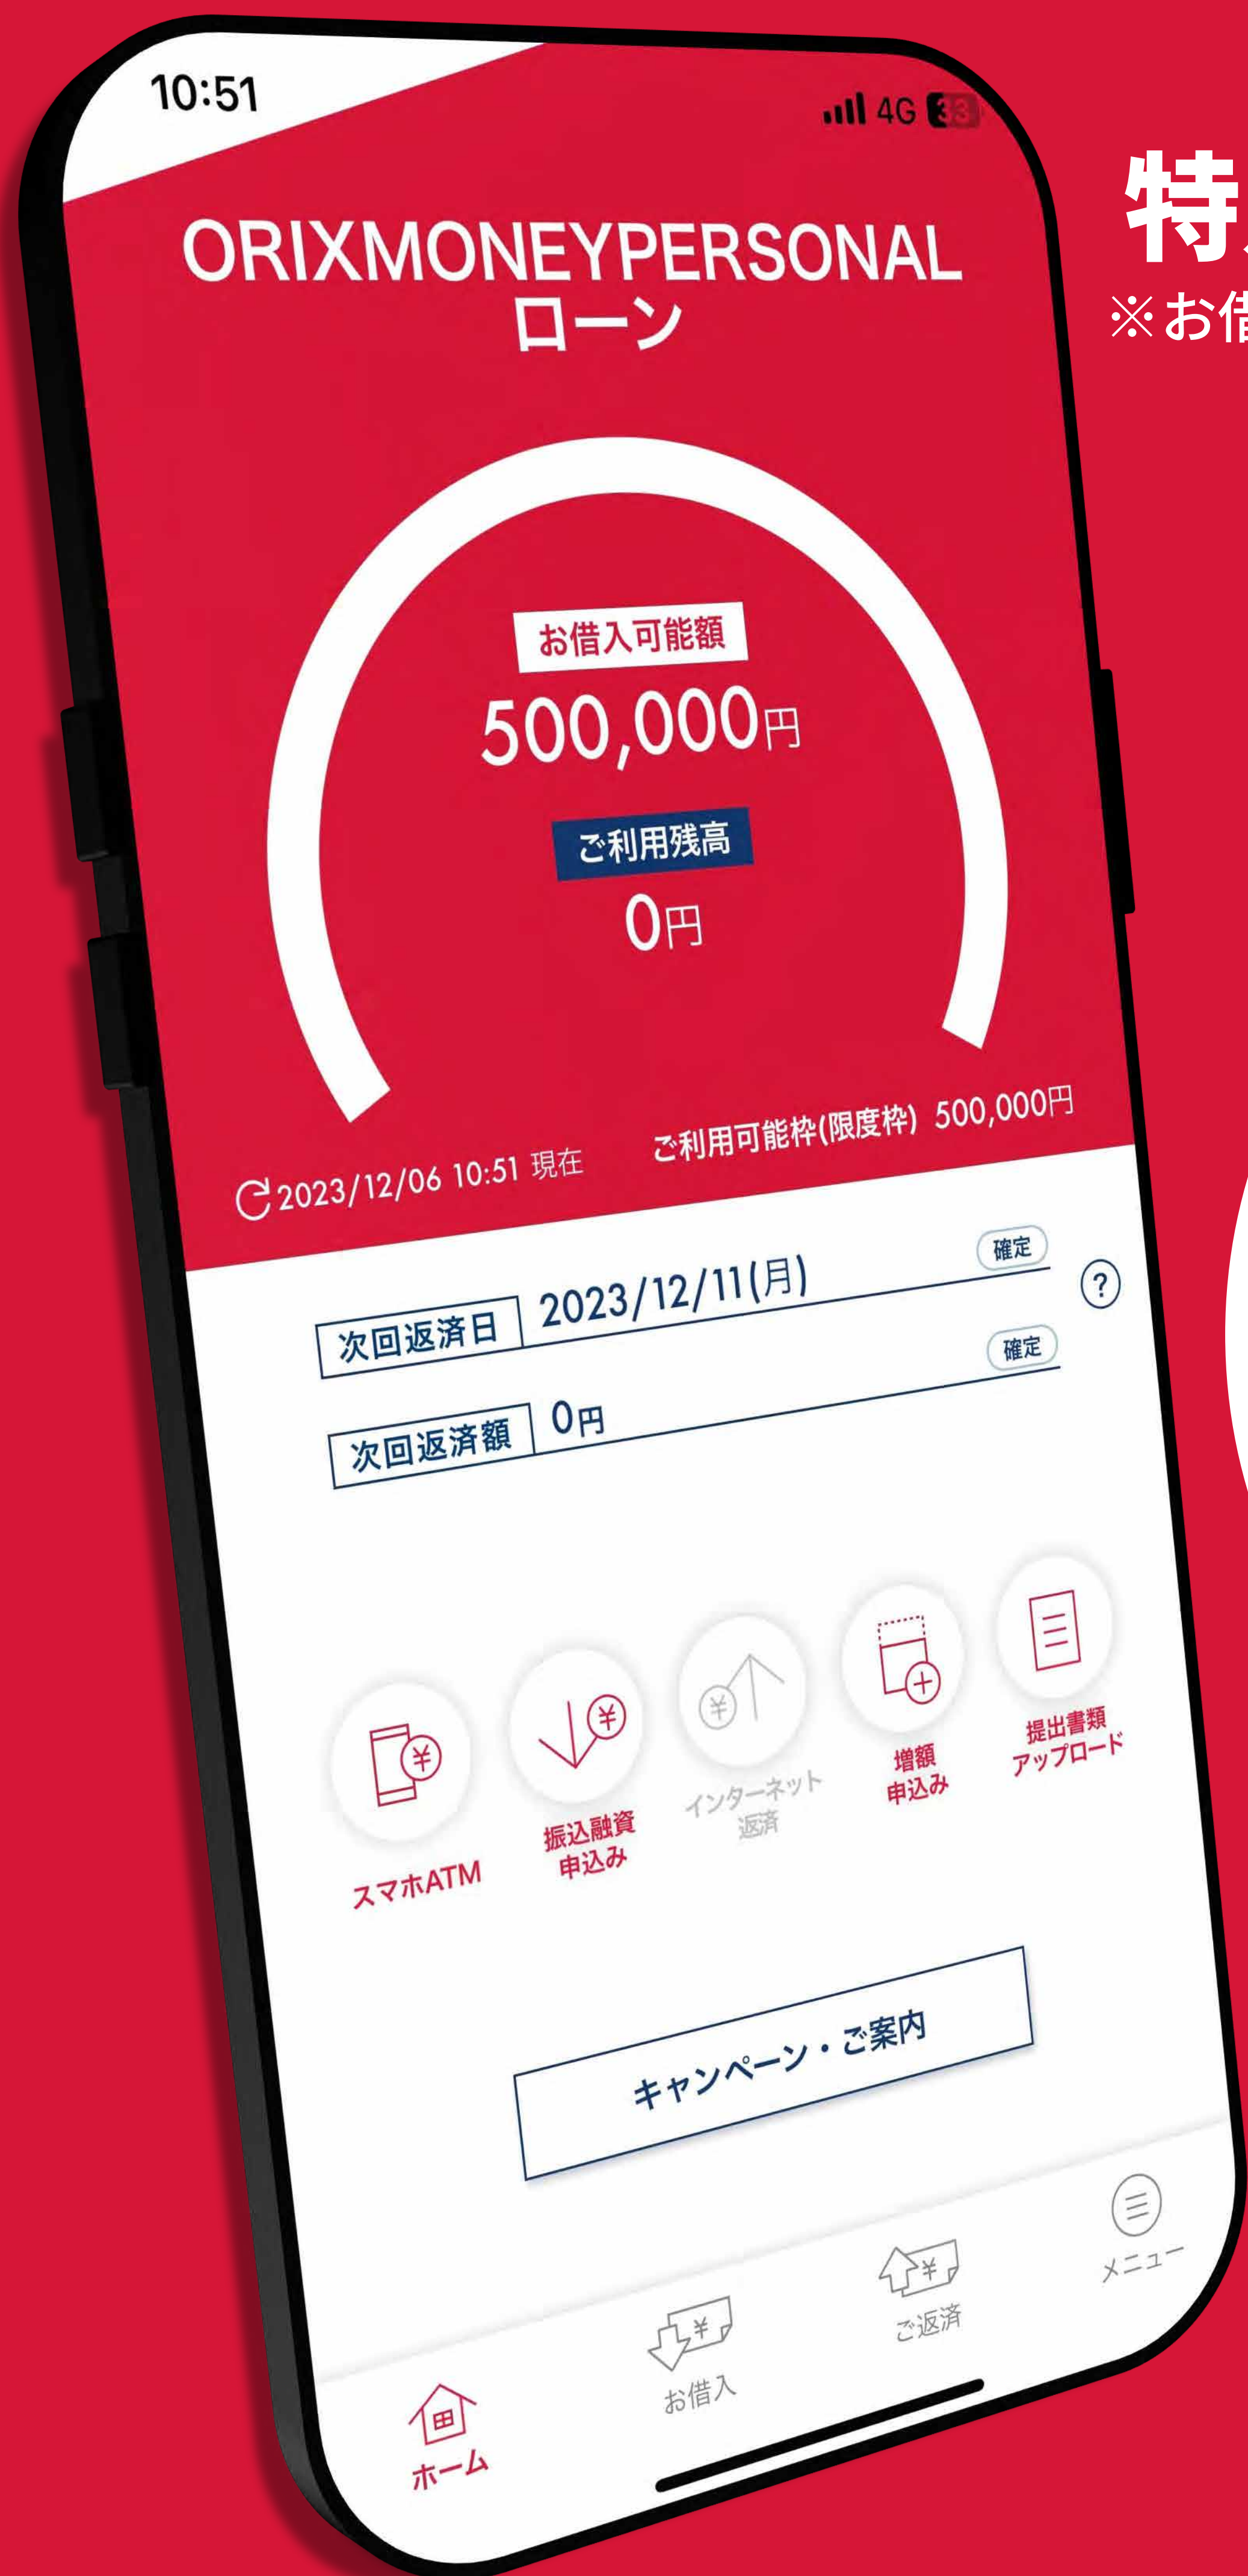 10:51
4G 33
特
※お借
ORIXMONEYPERSONAL
ローン
お借入可能額
500,000円
ご利用残高
0円
2023/12/06 10:51 現在
ご利用可能枠(限度枠) 500,000円
次回返済日 2023/12/11(月) 確定
?
次回返済額 0円 確定
スマホATM
振込融資
申込み
インターネット
返済
増額
申込み
提出書類
アップロード
キャンペーン・ご案内
ホーム
お借入
ご返済
メニュー